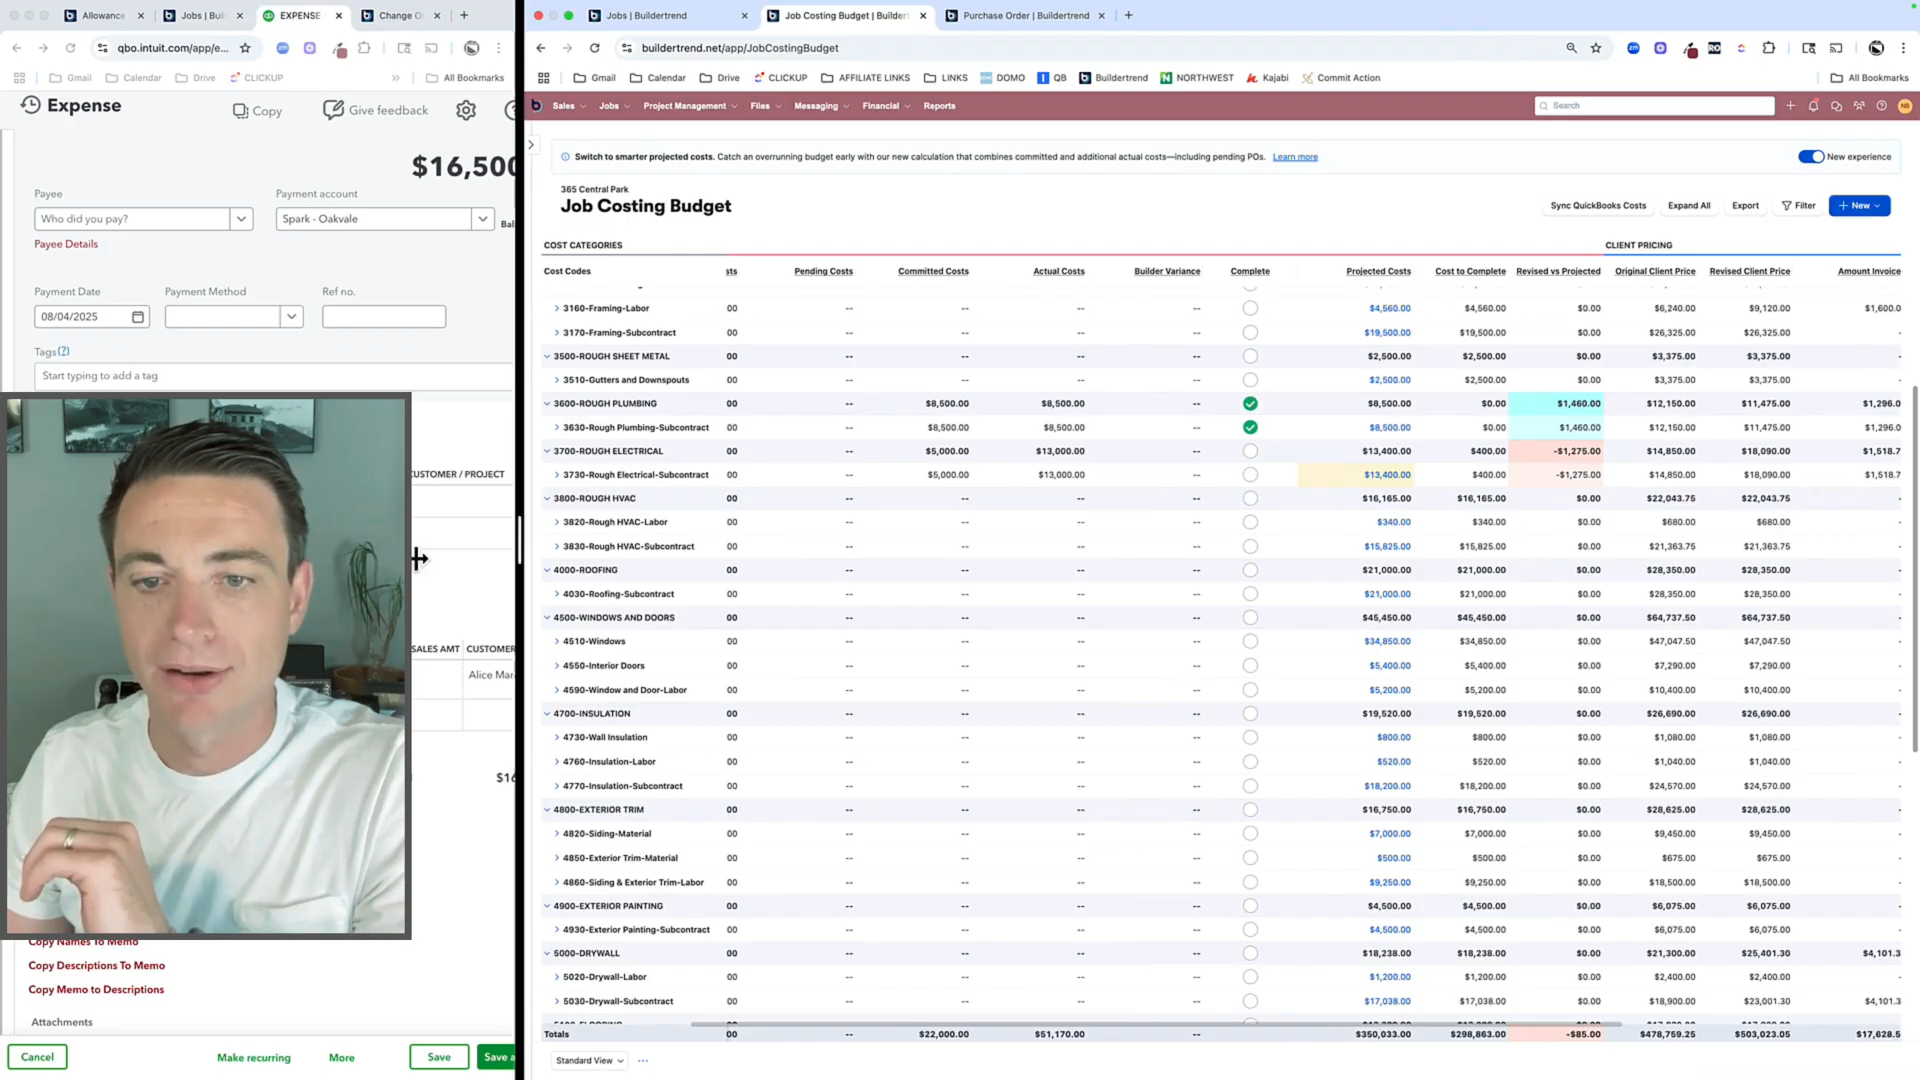 Allowance
Jobs | Buil
EXPENSE
Change O
qbo.intuit.com/app/e...
Gmail
Calendar
Drive
CLICKUP
All Bookmarks
Expense
Copy
Give feedback
$16,500
Payee
Payment account
Who did you pay?
Spark - Oakvale
Bal
Payee Details
Payment Date
Payment Method
Ref no.
08/04/2025
Tags(?)
Start typing to add a tag
CUSTOMER / PROJECT
SALES AMT
CUSTOMER
Alice Mar
$16
Copy Names To Memo
Copy Descriptions To Memo
Copy Memo to Descriptions
Attachments
Cancel
Make recurring
More
Save
Save a
Jobs | Buildertrend
Job Costing Budget | Builder
Purchase Order | Buildertrend
buildertrend.net/app/JobCostingBudget
Gmail
Calendar
Drive
CLICKUP
AFFILIATE LINKS
LINKS
DOMO
QB
Buildertrend
NORTHWEST
Kajabi
Commit Action
All Bookmarks
Sales
Jobs
Project Management
Files
Messaging
Financial
Reports
Search
NB
Switch to smarter projected costs. Catch an overrunning budget early with our new calculation that combines committed and additional actual costs—including pending POs. Learn more
New experience
365 Central Park
Job Costing Budget
Sync QuickBooks Costs
Expand All
Export
Filter
+ New
COST CATEGORIES
CLIENT PRICING
Cost Codes sts Pending Costs Committed Costs Actual Costs Builder Variance Complete Projected Costs Cost to Complete Revised vs Projected Original Client Price Revised Client Price Amount Invoice
3160-Framing-Labor 00 -- -- -- -- $4,560.00 $4,560.00 $0.00 $6,240.00 $9,120.00 $1,600.0
3170-Framing-Subcontract 00 -- -- -- -- $19,500.00 $19,500.00 $0.00 $26,325.00 $26,325.00 -
3500-ROUGH SHEET METAL 00 -- -- -- -- $2,500.00 $2,500.00 $0.00 $3,375.00 $3,375.00 -
3510-Gutters and Downspouts 00 -- -- -- -- $2,500.00 $2,500.00 $0.00 $3,375.00 $3,375.00 -
3600-ROUGH PLUMBING 00 -- $8,500.00 $8,500.00 -- $8,500.00 $0.00 $1,460.00 $12,150.00 $11,475.00 $1,296.0
3630-Rough Plumbing-Subcontract 00 -- $8,500.00 $8,500.00 -- $8,500.00 $0.00 $1,460.00 $12,150.00 $11,475.00 $1,296.0
3700-ROUGH ELECTRICAL 00 -- $5,000.00 $13,000.00 -- $13,400.00 $400.00 -$1,275.00 $14,850.00 $18,090.00 $1,518.7
3730-Rough Electrical-Subcontract 00 -- $5,000.00 $13,000.00 -- $13,400.00 $400.00 -$1,275.00 $14,850.00 $18,090.00 $1,518.7
3800-ROUGH HVAC 00 -- -- -- -- $16,165.00 $16,165.00 $0.00 $22,043.75 $22,043.75 -
3820-Rough HVAC-Labor 00 -- -- -- -- $340.00 $340.00 $0.00 $680.00 $680.00 -
3830-Rough HVAC-Subcontract 00 -- -- -- -- $15,825.00 $15,825.00 $0.00 $21,363.75 $21,363.75 -
4000-ROOFING 00 -- -- -- -- $21,000.00 $21,000.00 $0.00 $28,350.00 $28,350.00 -
4030-Roofing-Subcontract 00 -- -- -- -- $21,000.00 $21,000.00 $0.00 $28,350.00 $28,350.00 -
4500-WINDOWS AND DOORS 00 -- -- -- -- $45,450.00 $45,450.00 $0.00 $64,737.50 $64,737.50 -
4510-Windows 00 -- -- -- -- $34,850.00 $34,850.00 $0.00 $47,047.50 $47,047.50 -
4550-Interior Doors 00 -- -- -- -- $5,400.00 $5,400.00 $0.00 $7,290.00 $7,290.00 -
4590-Window and Door-Labor 00 -- -- -- -- $5,200.00 $5,200.00 $0.00 $10,400.00 $10,400.00 -
4700-INSULATION 00 -- -- -- -- $19,520.00 $19,520.00 $0.00 $26,690.00 $26,690.00 -
4730-Wall Insulation 00 -- -- -- -- $800.00 $800.00 $0.00 $1,080.00 $1,080.00 -
4760-Insulation-Labor 00 -- -- -- -- $520.00 $520.00 $0.00 $1,040.00 $1,040.00 -
4770-Insulation-Subcontract 00 -- -- -- -- $18,200.00 $18,200.00 $0.00 $24,570.00 $24,570.00 -
4800-EXTERIOR TRIM 00 -- -- -- -- $16,750.00 $16,750.00 $0.00 $28,625.00 $28,625.00 -
4820-Siding-Material 00 -- -- -- -- $7,000.00 $7,000.00 $0.00 $9,450.00 $9,450.00 -
4850-Exterior Trim-Material 00 -- -- -- -- $500.00 $500.00 $0.00 $675.00 $675.00 -
4860-Siding & Exterior Trim-Labor 00 -- -- -- -- $9,250.00 $9,250.00 $0.00 $18,500.00 $18,500.00 -
4900-EXTERIOR PAINTING 00 -- -- -- -- $4,500.00 $4,500.00 $0.00 $6,075.00 $6,075.00 -
4930-Exterior Painting-Subcontract 00 -- -- -- -- $4,500.00 $4,500.00 $0.00 $6,075.00 $6,075.00 -
5000-DRYWALL 00 -- -- -- -- $18,238.00 $18,238.00 $0.00 $21,300.00 $25,401.30 $4,101.3
5020-Drywall-Labor 00 -- -- -- -- $1,200.00 $1,200.00 $0.00 $2,400.00 $2,400.00 -
5030-Drywall-Subcontract 00 -- -- -- -- $17,038.00 $17,038.00 $0.00 $18,900.00 $23,001.30 $4,101.3
Totals 00 -- $22,000.00 $51,170.00 -- $350,033.00 $298,863.00 -$85.00 $478,759.25 $503,023.05 $17,628.5
Standard View